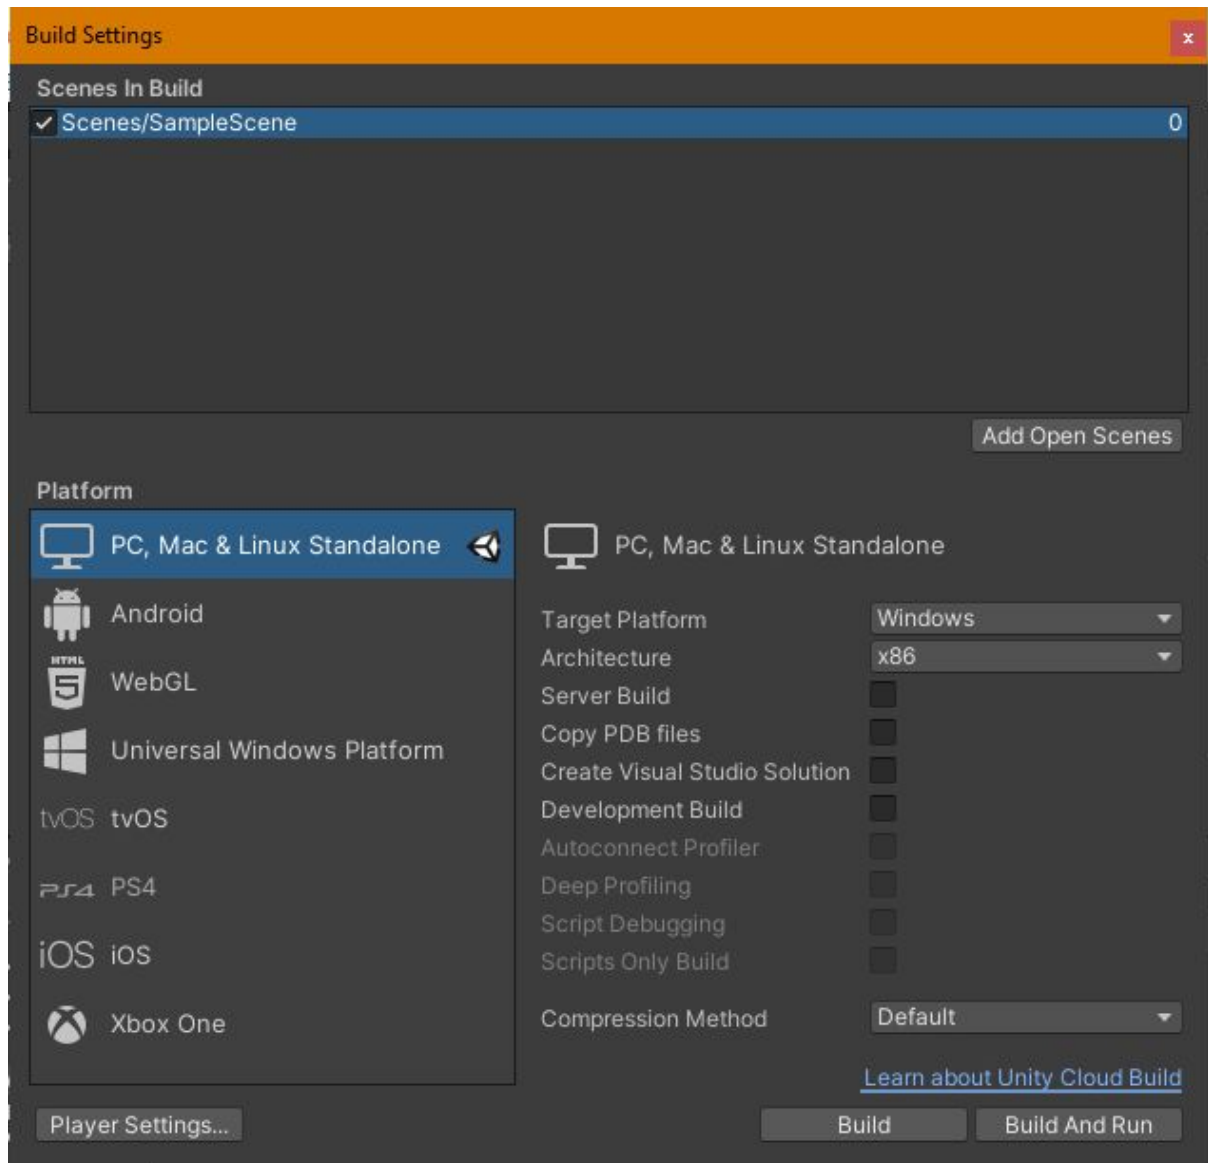 Build Settings
x
Scenes In Build
Scenes/SampleScene 0
Add Open Scenes
Platform
PC, Mac & Linux Standalone
Android
HTML
5
WebGL
Universal Windows Platform
tvOS tvOS
PS4 PS4
iOS iOS
Xbox One
PC, Mac & Linux Standalone
Target Platform Windows
Architecture x86
Server Build
Copy PDB files
Create Visual Studio Solution
Development Build
Autoconnect Profiler
Deep Profiling
Script Debugging
Scripts Only Build
Compression Method Default
Learn about Unity Cloud Build
Player Settings...
Build
Build And Run